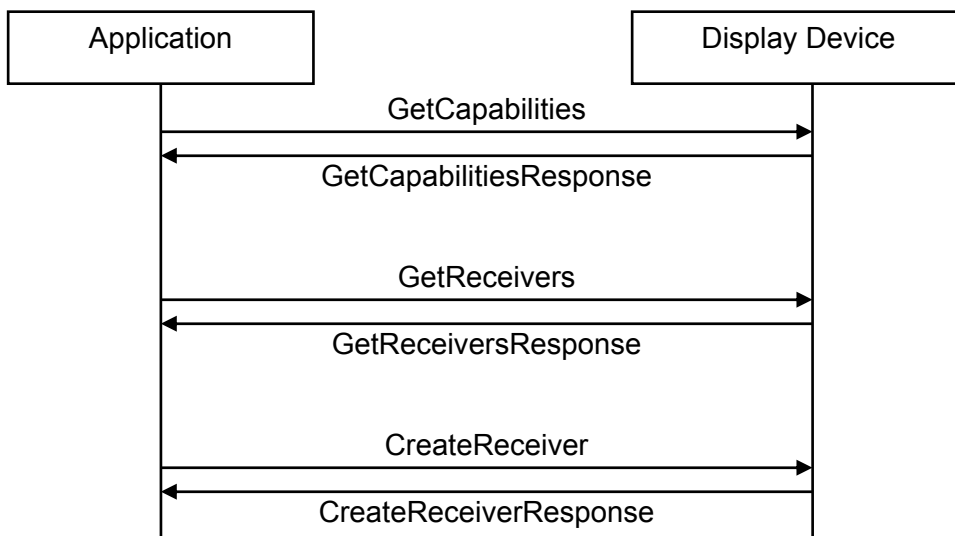 Application
Display Device
GetCapabilities
GetCapabilitiesResponse
GetReceivers
GetReceiversResponse
CreateReceiver
CreateReceiverResponse